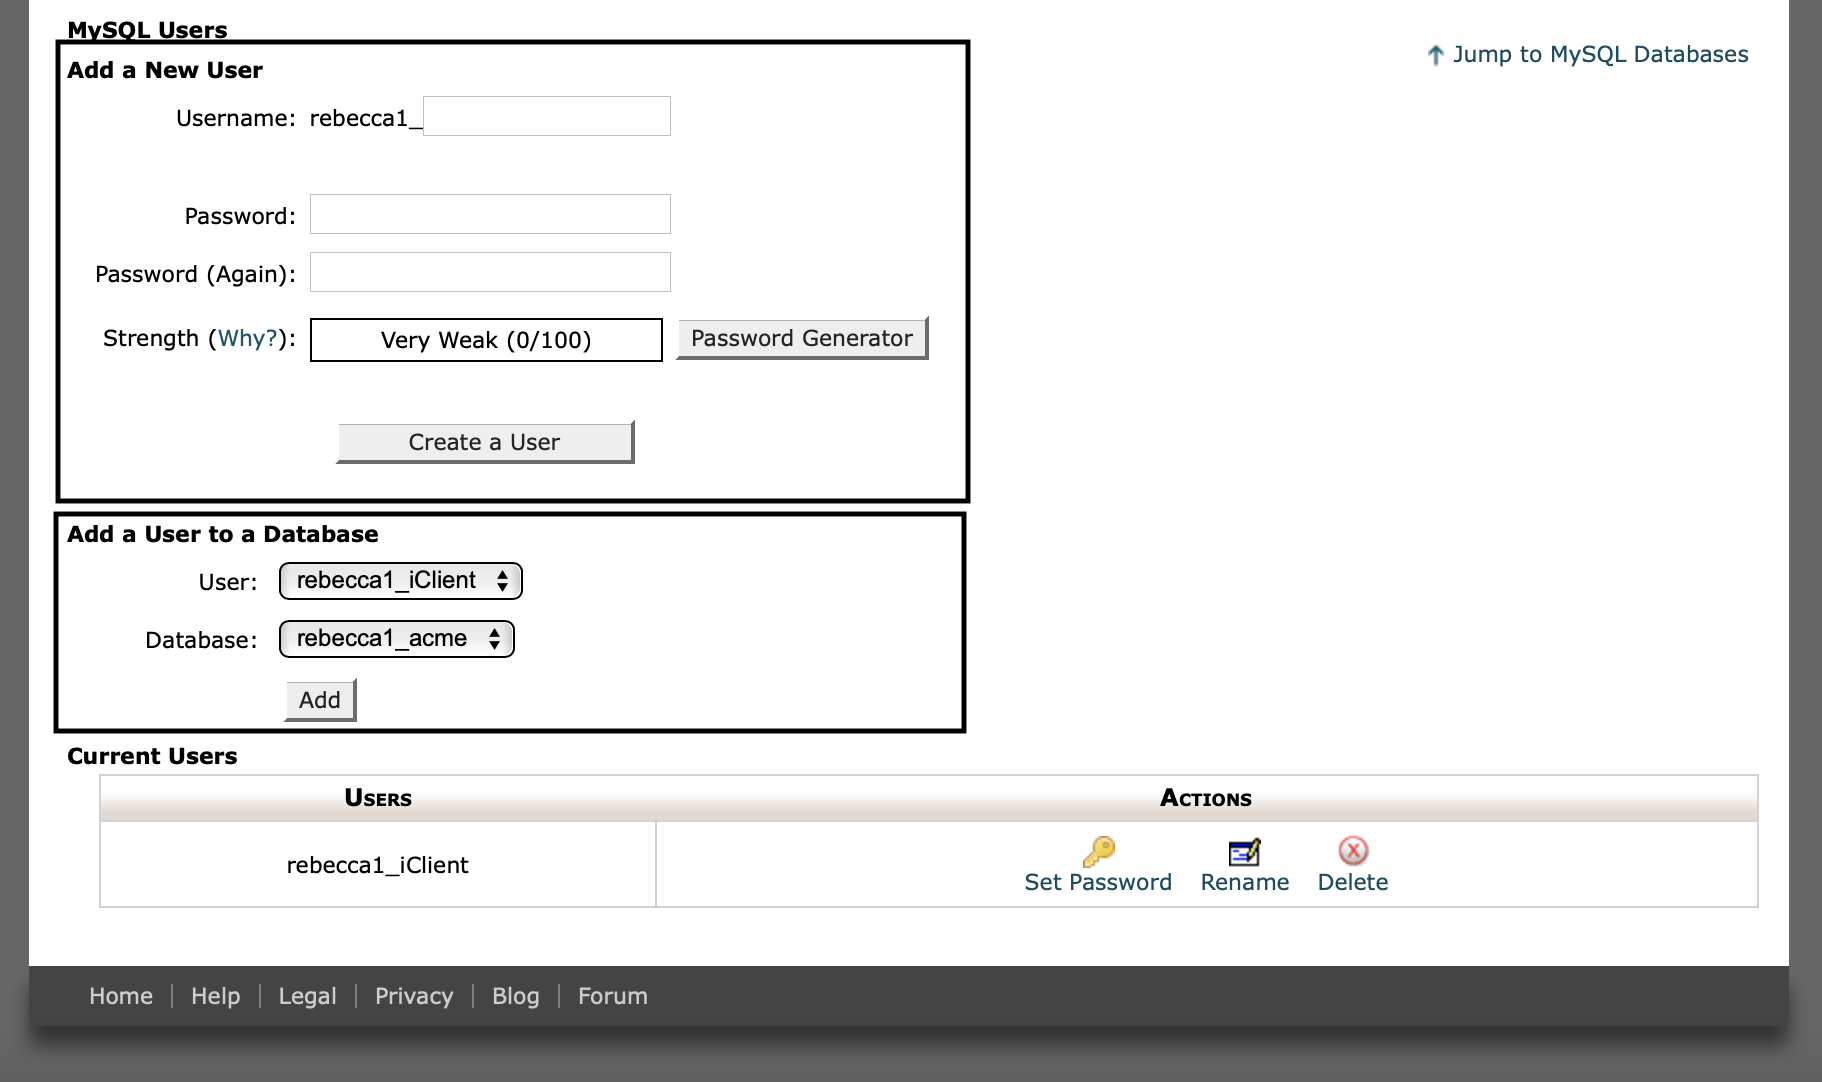 MySQL Users
↑ Jump to MySQL Databases
Add a New User
Username: rebecca1_
Password:
Password (Again):
Strength (Why?): Very Weak (0/100) Password Generator
Create a User
Add a User to a Database
User: rebecca1_iClient
Database: rebecca1_acme
Add
Current Users
Users Actions
rebecca1_iClient Set Password Rename Delete
Home | Help | Legal | Privacy | Blog | Forum